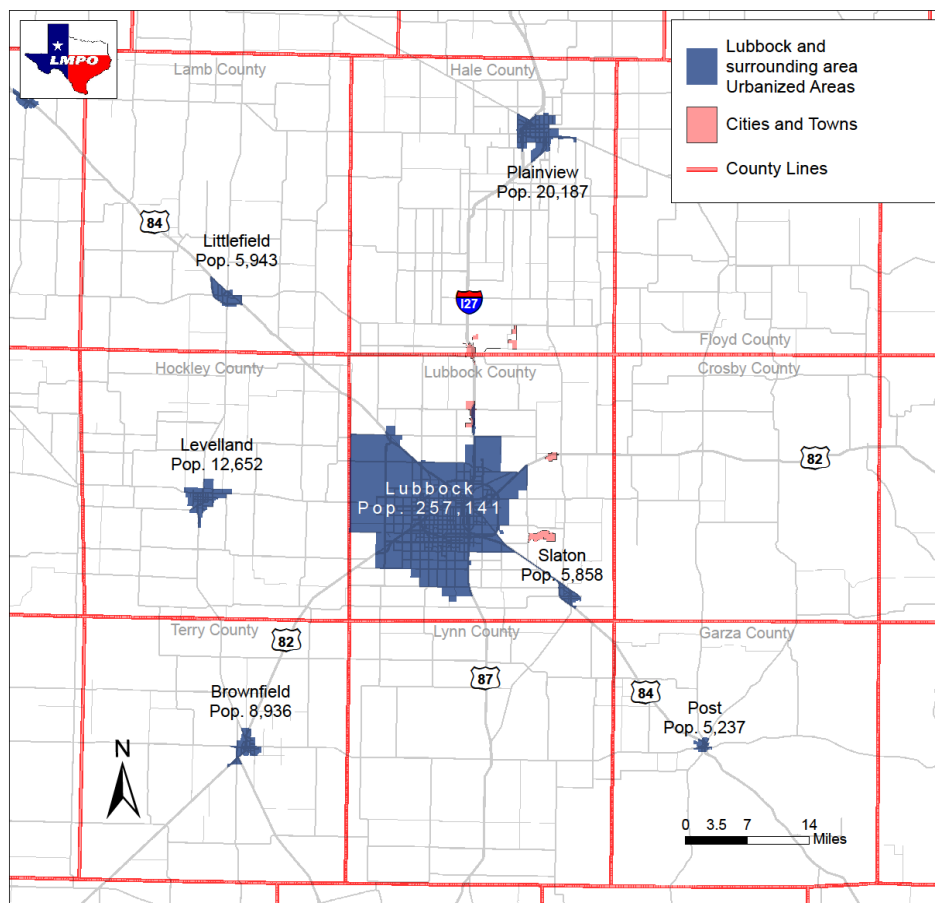 LMPO
Lamb County
Hale County
Lubbock and
surrounding area
Urbanized Areas
Cities and Towns
County Lines
Plainview
Pop. 20,187
84
Littlefield
Pop. 5,943
I27
Floyd County
Hockley County
Lubbock County
Crosby County
Levelland
Pop. 12,652
82
Lubbock
Pop. 257,141
Slaton
Pop. 5,858
Terry County
Lynn County
Garza County
82
87
84
Brownfield
Pop. 8,936
Post
Pop. 5,237
N
0 3.5 7 14
Miles